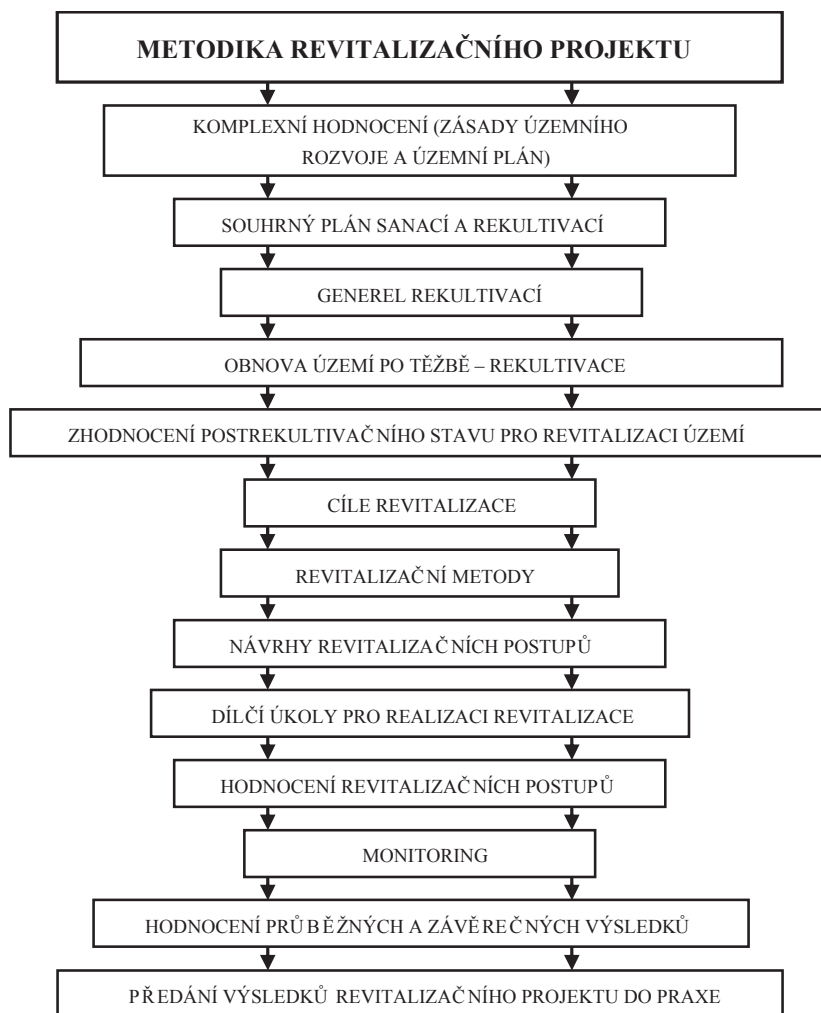 METODIKA REVITALIZAČNÍHO PROJEKTU
KOMPLEXNÍ HODNOCENÍ (ZÁSADY ÚZEMNÍHO
ROZVOJE A ÚZEMNÍ PLÁN)
SOUHRNÝ PLÁN SANACÍ A REKULTIVACÍ
GENEREL REKULTIVACÍ
OBNOVA ÚZEMÍ PO TĚŽBĚ – REKULTIVACE
ZHODNOCENÍ POSTREKULTIVAČNÍHO STAVU PRO REVITALIZACI ÚZEMÍ
CÍLE REVITALIZACE
REVITALIZAČNÍ METODY
NÁVRHY REVITALIZAČNÍCH POSTUPŮ
DÍLČÍ ÚKOLY PRO REALIZACI REVITALIZACE
HODNOCENÍ REVITALIZAČNÍCH POSTUPŮ
MONITORING
HODNOCENÍ PRŮBĚŽNÝCH A ZÁVĚREČNÝCH VÝSLEDKŮ
PŘEDÁNÍ VÝSLEDKŮ REVITALIZAČNÍHO PROJEKTU DO PRAXE